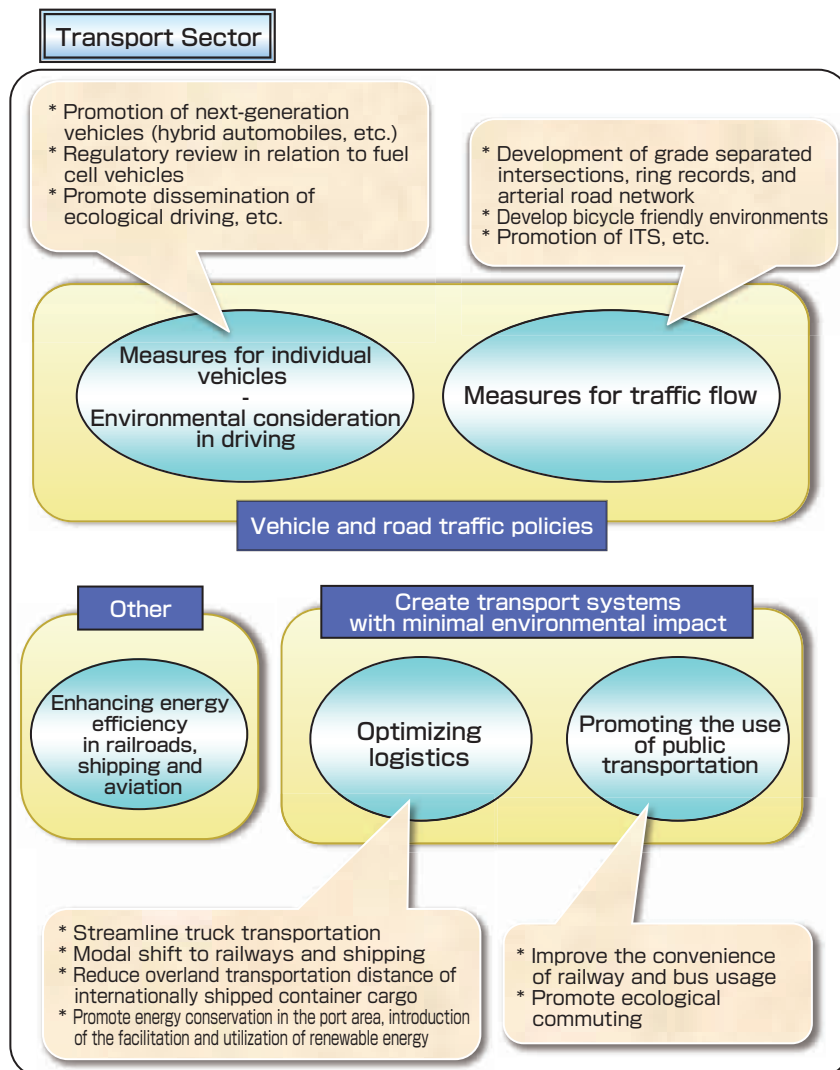 Transport Sector
* Promotion of next-generation
vehicles (hybrid automobiles, etc.)
* Regulatory review in relation to fuel
cell vehicles
* Promote dissemination of
ecological driving, etc.
* Development of grade separated
intersections, ring records, and
arterial road network
* Develop bicycle friendly environments
* Promotion of ITS, etc.
Measures for individual
vehicles
-
Environmental consideration
in driving
Measures for traffic flow
Vehicle and road traffic policies
Other
Enhancing energy
efficiency
in railroads,
shipping and
aviation
Create transport systems
with minimal environmental impact
Optimizing
logistics
Promoting the use
of public
transportation
* Streamline truck transportation
* Modal shift to railways and shipping
* Reduce overland transportation distance of
internationally shipped container cargo
* Promote energy conservation in the port area, introduction
of the facilitation and utilization of renewable energy
* Improve the convenience
of railway and bus usage
* Promote ecological
commuting